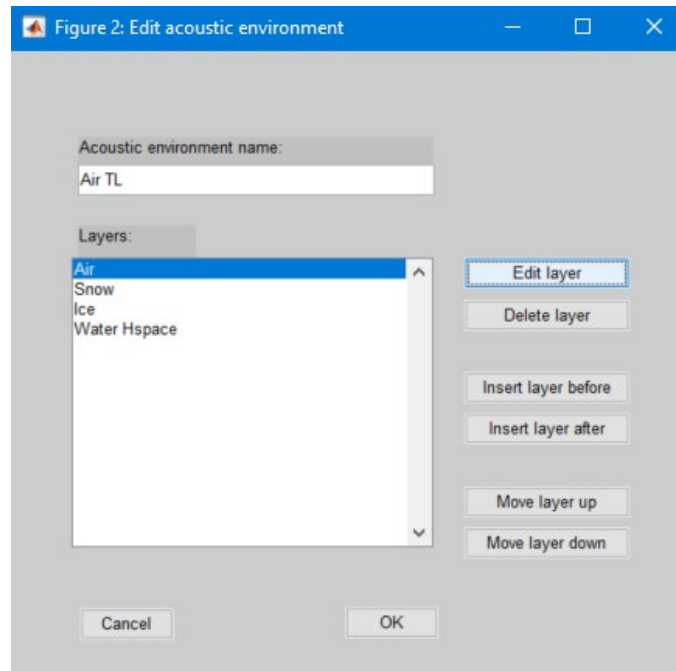 Figure 2: Edit acoustic environment
Acoustic environment name:
Air TL
Layers:
Air
Snow
Ice
Water Hspace
Edit layer
Delete layer
Insert layer before
Insert layer after
Move layer up
Move layer down
Cancel
OK